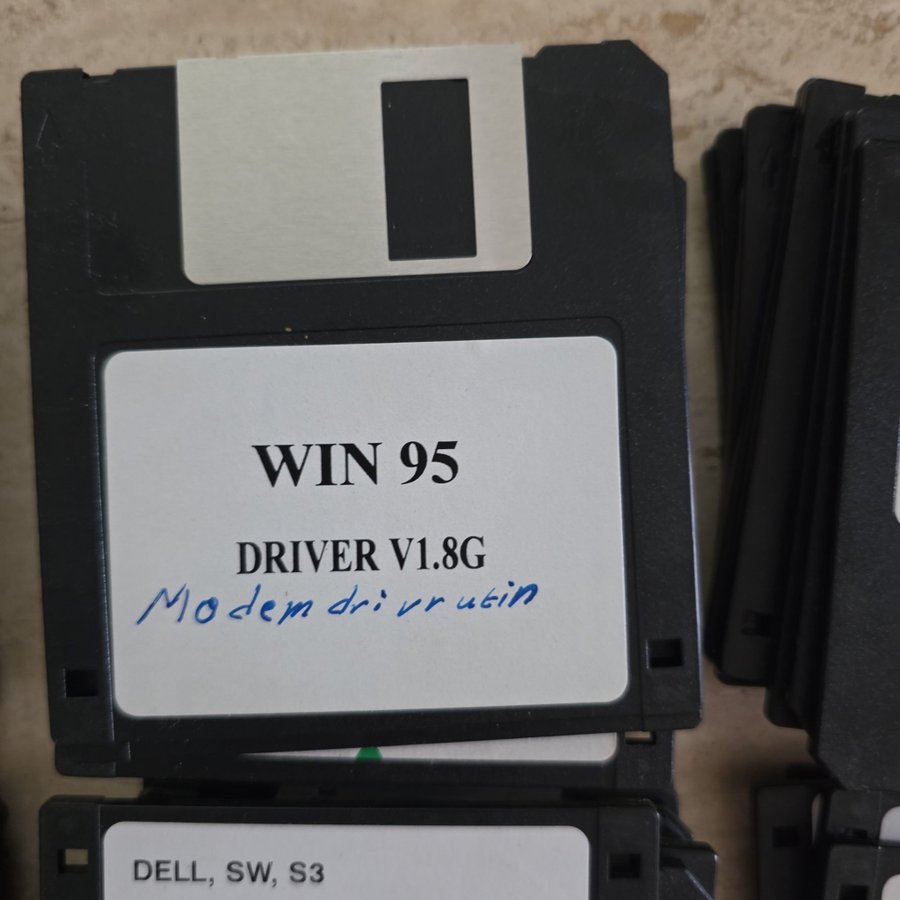 WIN 95
DRIVER V1.8G
Modem drivrutin
DELL, SW, S3